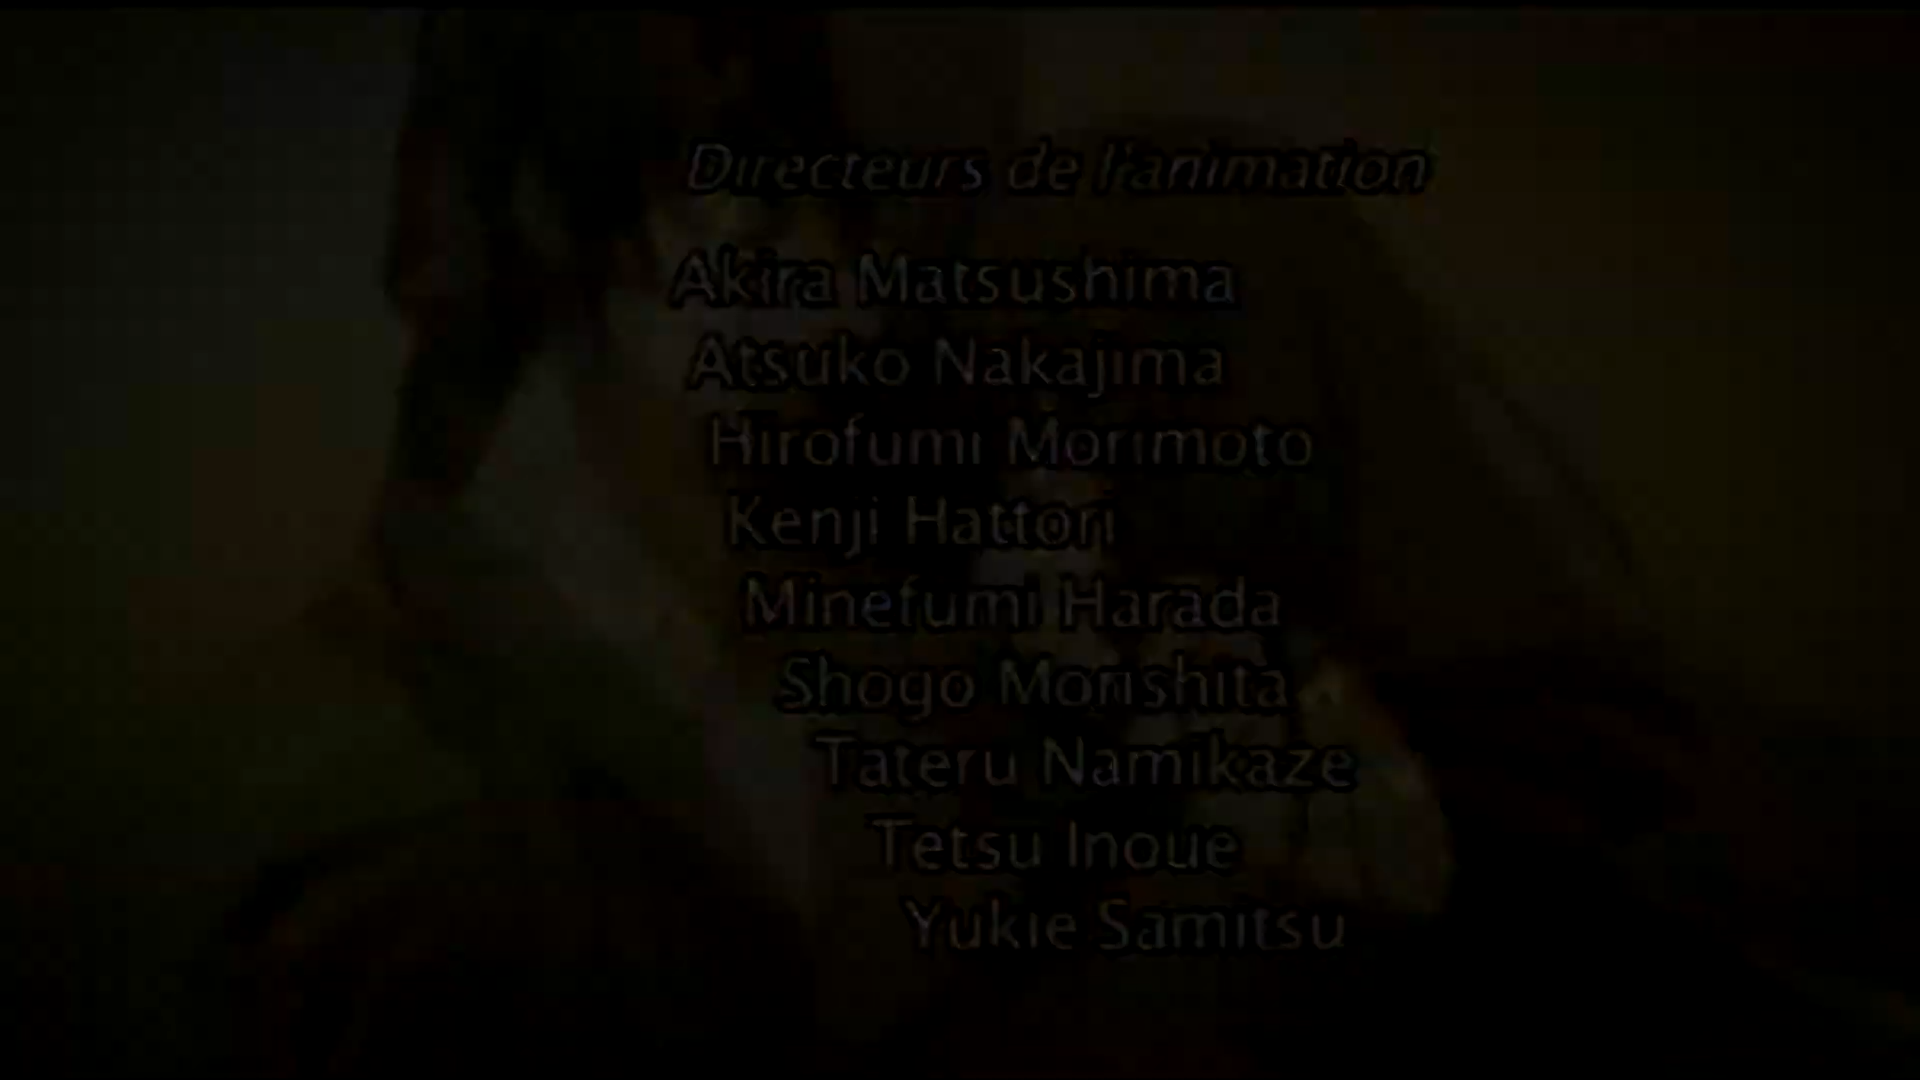 Directeurs de l'animation
Akira Matsushima
Atsuko Nakajima
Hirofumi Morimoto
Kenji Hattori
Minefumi Harada
Shogo Morishita
Tateru Namikaze
Tetsu Inoue
Yukie Samitsu